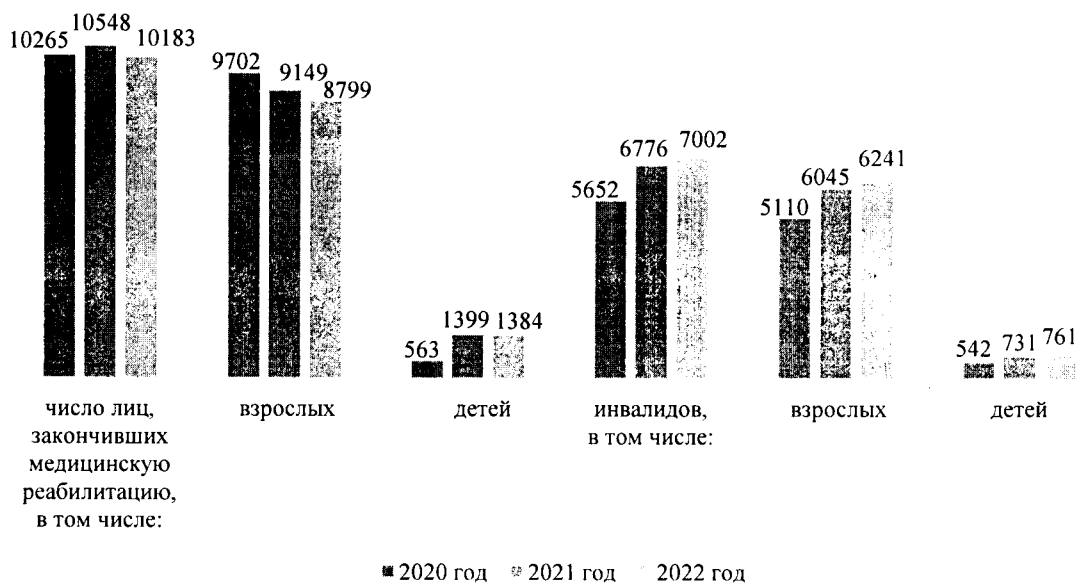 10265 10548 10183
9702 9149 8799
563 1399 1384
5652 6776 7002
5110 6045 6241
542 731 761
число лиц,
закончивших
медицинскую
реабилитацию,
в том числе:
взрослых
детей
инвалидов,
в том числе:
взрослых
детей
2020 год 2021 год 2022 год